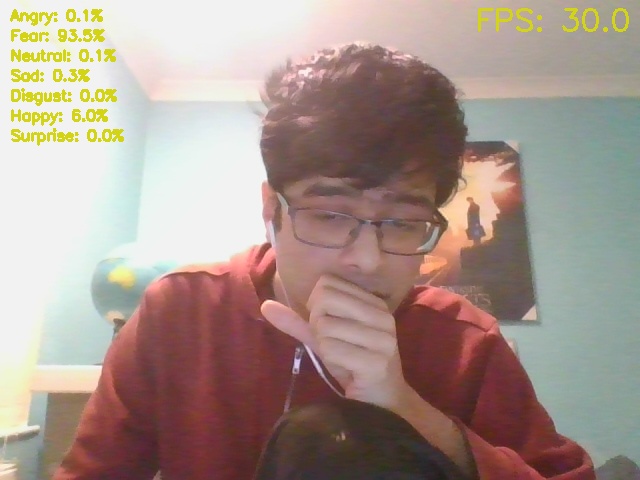 Angry: 0.1%
Fear: 93.5%
Neutral: 0.1%
Sad: 0.3%
Disgust: 0.0%
Happy: 6.0%
Surprise: 0.0%
FPS: 30.0